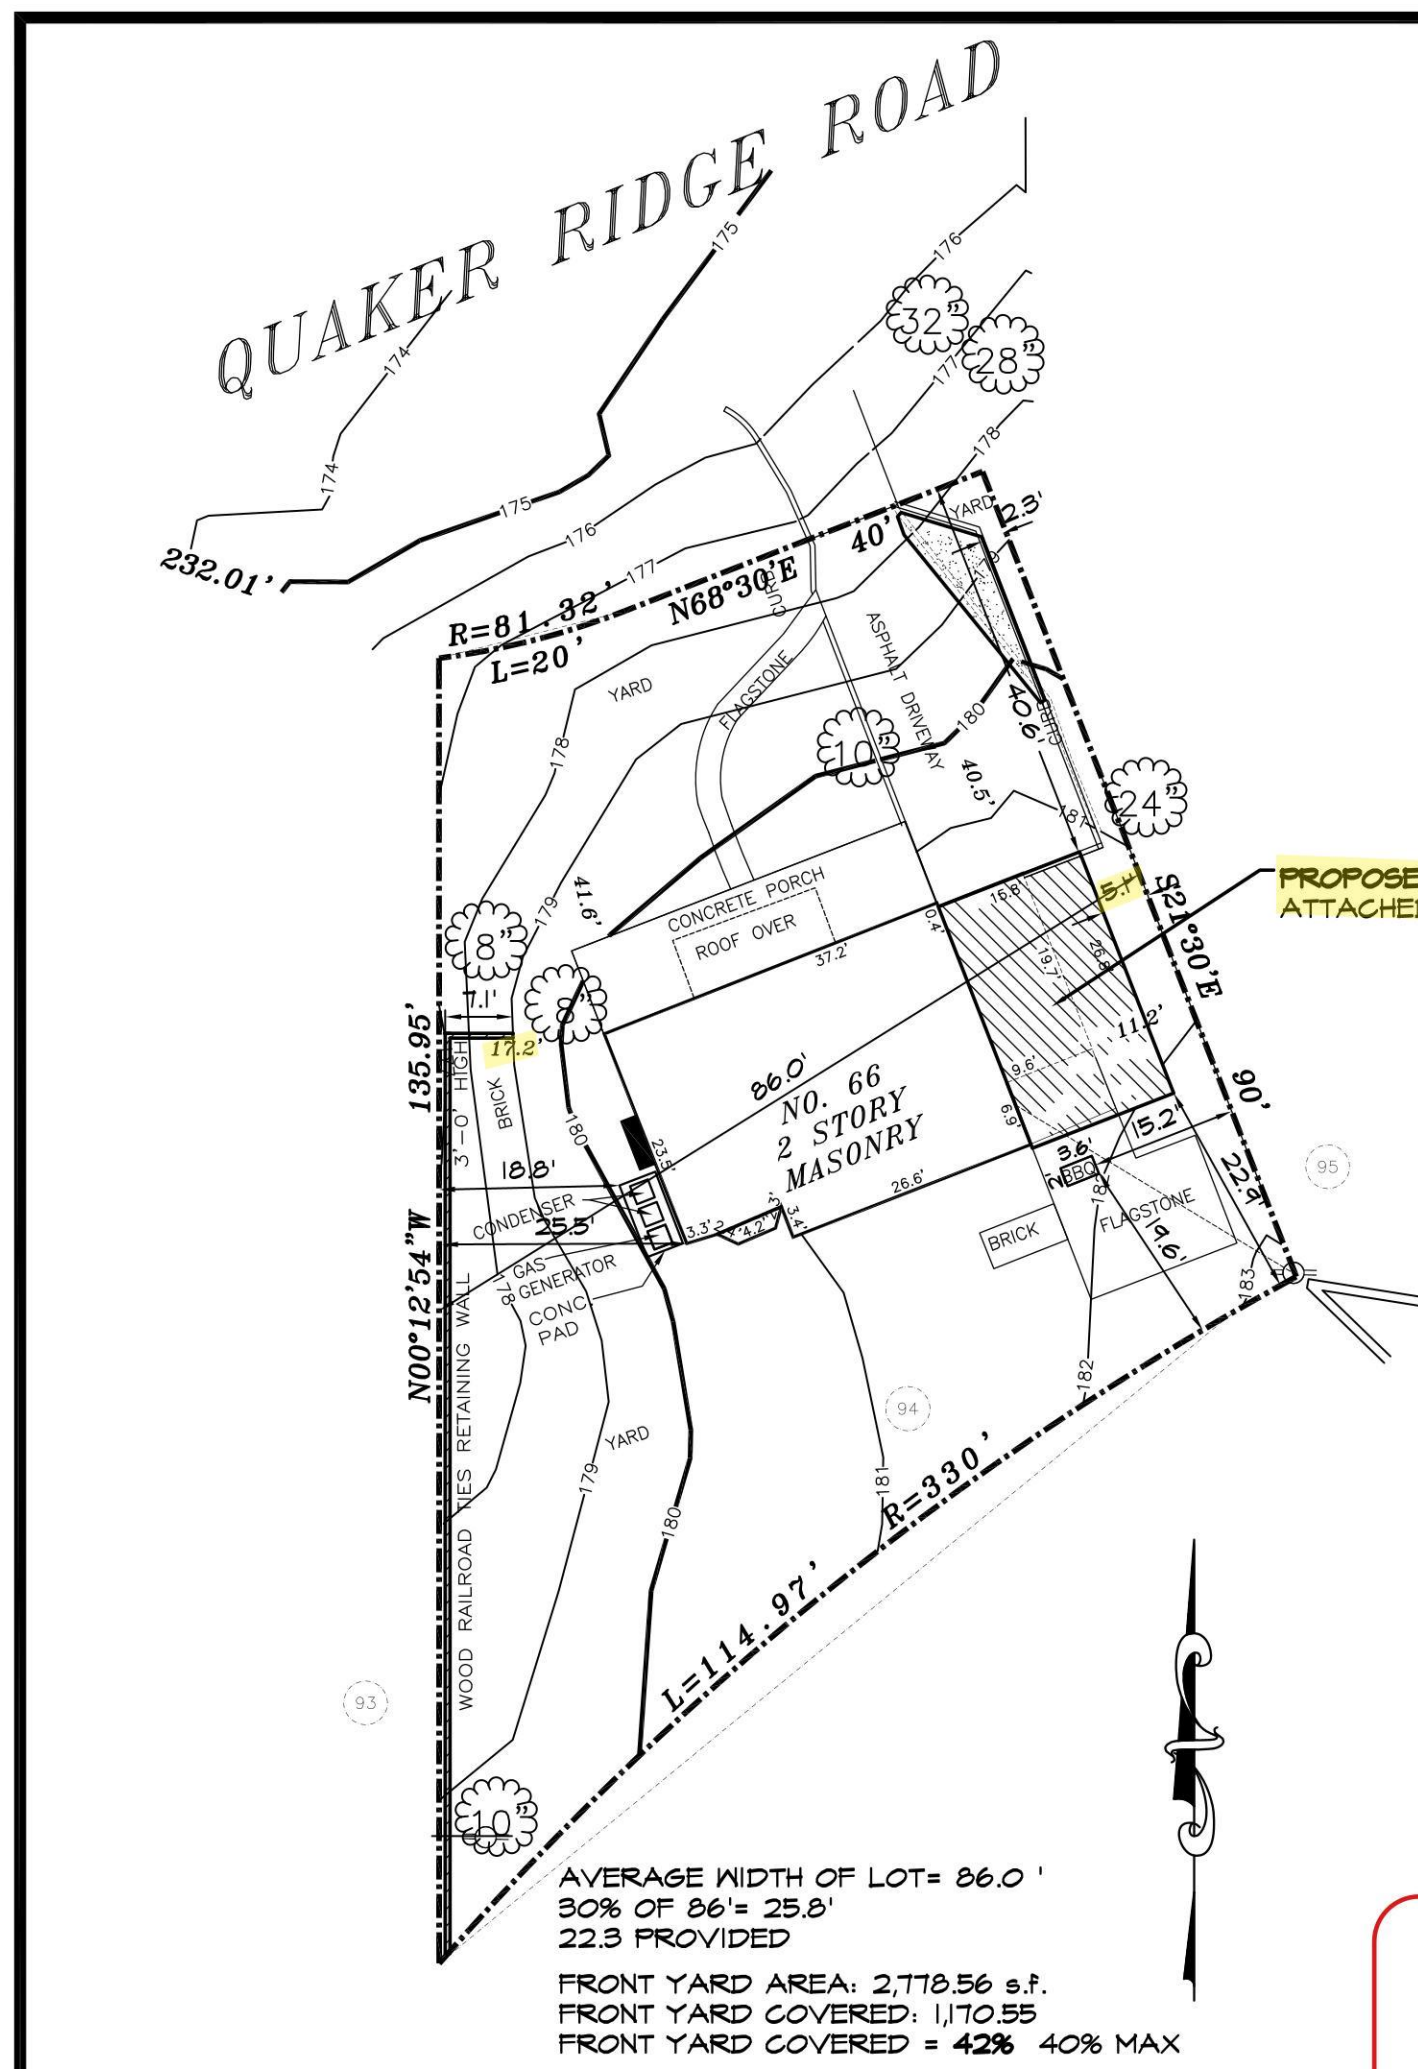 QUAKER RIDGE ROAD
175
176
174
32"
28"
177
178
174
175
176
YARD
2.3'
232.01'
177
40'
R=81.32'
N68°30'E
CURB
L=20'
YARD
FLAGSTONE
ASPHALT DRIVEWAY
40.6'
CURB
180
178
10"
40.5'
24"
181
PROPOSE
ATTACHE
5.1'
S21°30'E
41.6'
CONCRETE PORCH
ROOF OVER
15.8'
0.4'
37.2'
179
8"
8"
7.1'
19.7'
26.8'
11.2'
17.2'
135.95'
3'-0" HIGH
BRICK
9.6'
86.0'
NO. 66
2 STORY
MASONRY
6.9'
90'
180
23.5'
15.2'
3.6'
2'
BBQ
95
18.8'
CONDENSER
25.5'
26.6'
182
FLAGSTONE
22.9'
3.3'
4.2'
3.4'
BRICK
19.6'
GAS
GENERATOR
CONC.
PAD
178
183
N00°12'54"W
WOOD RAILROAD TIES RETAINING WALL
182
94
YARD
179
181
180
R=330'
L=114.97'
93
10"
AVERAGE WIDTH OF LOT= 86.0 '
30% OF 86'= 25.8'
22.3 PROVIDED
FRONT YARD AREA: 2,778.56 s.f.
FRONT YARD COVERED: 1,170.55
FRONT YARD COVERED = 42% 40% MAX